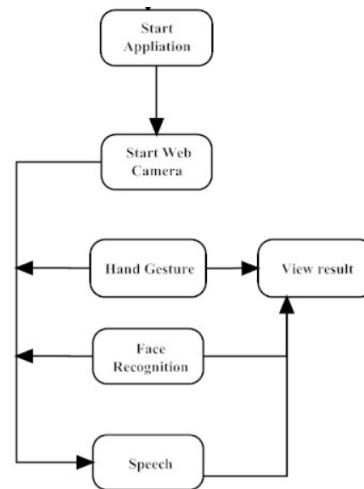 Start
Appliation
Start Web
Camera
Hand Gesture
View result
Face
Recognition
Speech